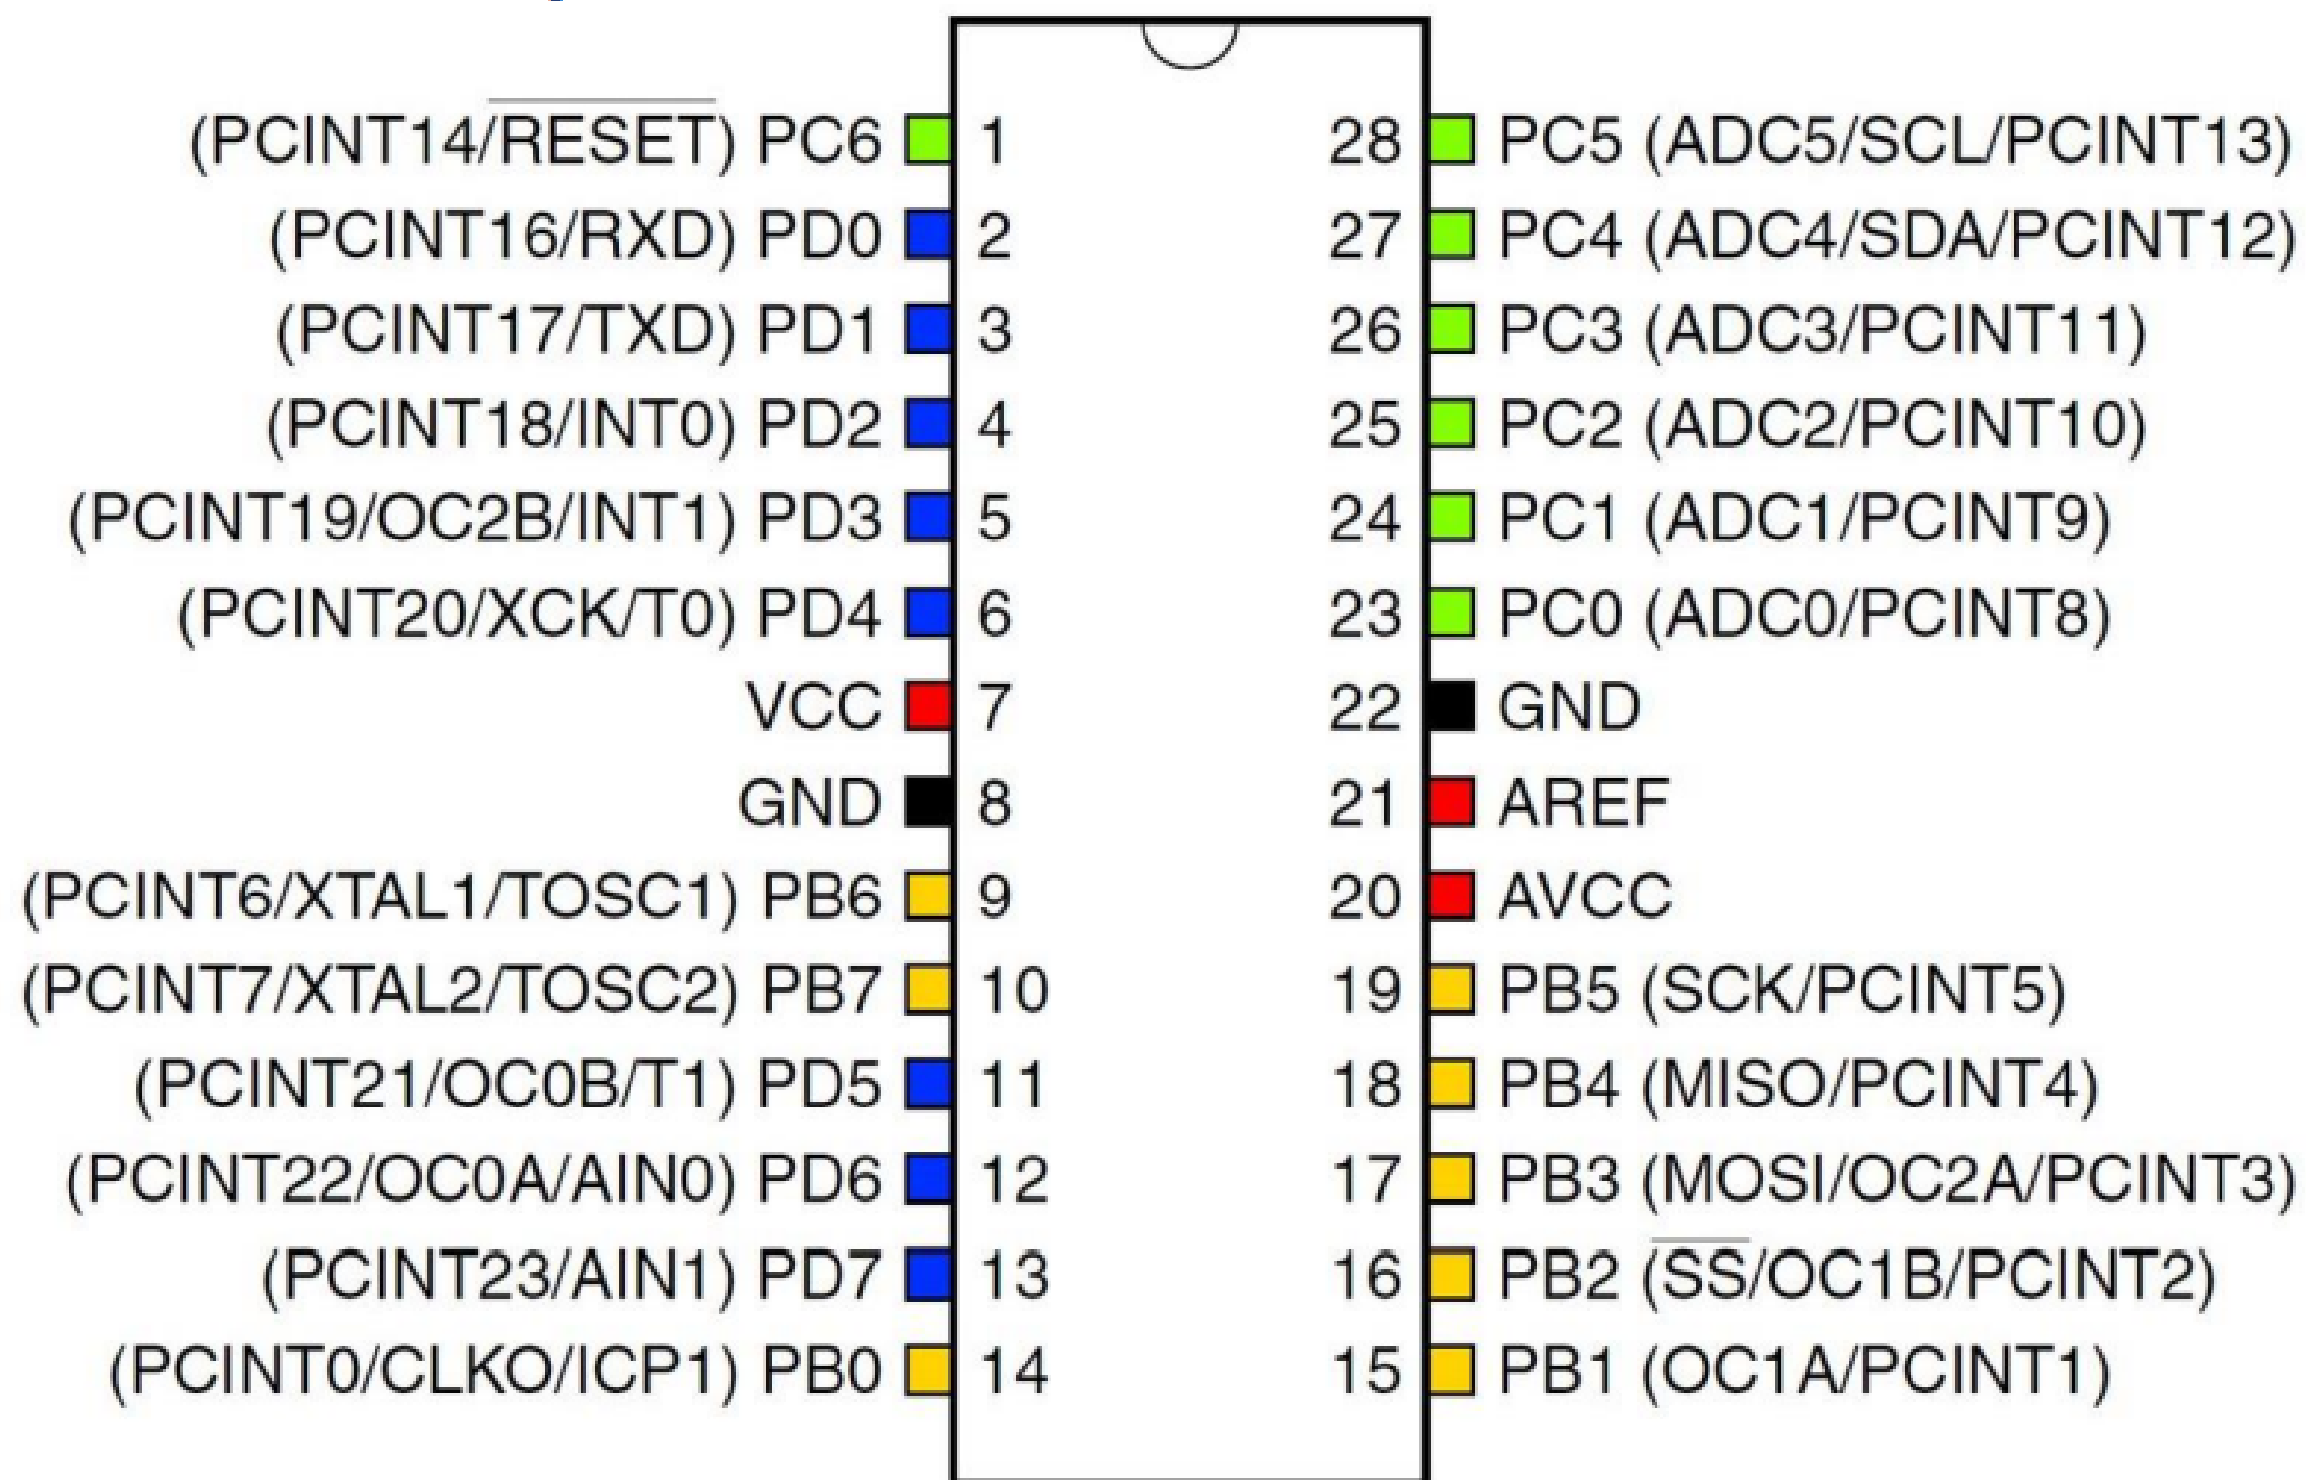 (PCINT14/RESET) PC6 1 28 PC5 (ADC5/SCL/PCINT13)
(PCINT16/RXD) PD0 2 27 PC4 (ADC4/SDA/PCINT12)
(PCINT17/TXD) PD1 3 26 PC3 (ADC3/PCINT11)
(PCINT18/INT0) PD2 4 25 PC2 (ADC2/PCINT10)
(PCINT19/OC2B/INT1) PD3 5 24 PC1 (ADC1/PCINT9)
(PCINT20/XCK/T0) PD4 6 23 PC0 (ADC0/PCINT8)
VCC 7 22 GND
GND 8 21 AREF
(PCINT6/XTAL1/TOSC1) PB6 9 20 AVCC
(PCINT7/XTAL2/TOSC2) PB7 10 19 PB5 (SCK/PCINT5)
(PCINT21/OC0B/T1) PD5 11 18 PB4 (MISO/PCINT4)
(PCINT22/OC0A/AIN0) PD6 12 17 PB3 (MOSI/OC2A/PCINT3)
(PCINT23/AIN1) PD7 13 16 PB2 (SS/OC1B/PCINT2)
(PCINT0/CLKO/ICP1) PB0 14 15 PB1 (OC1A/PCINT1)